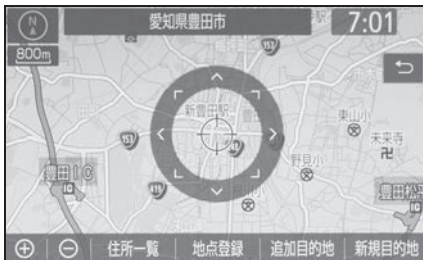 N
愛知県豊田市
7:01
800m
153
新豊田駅
東山小
153
未来寺
野見小
豊田IC
豊田松平
419
IC
IC
住所一覧
地点登録
追加目的地
新規目的地